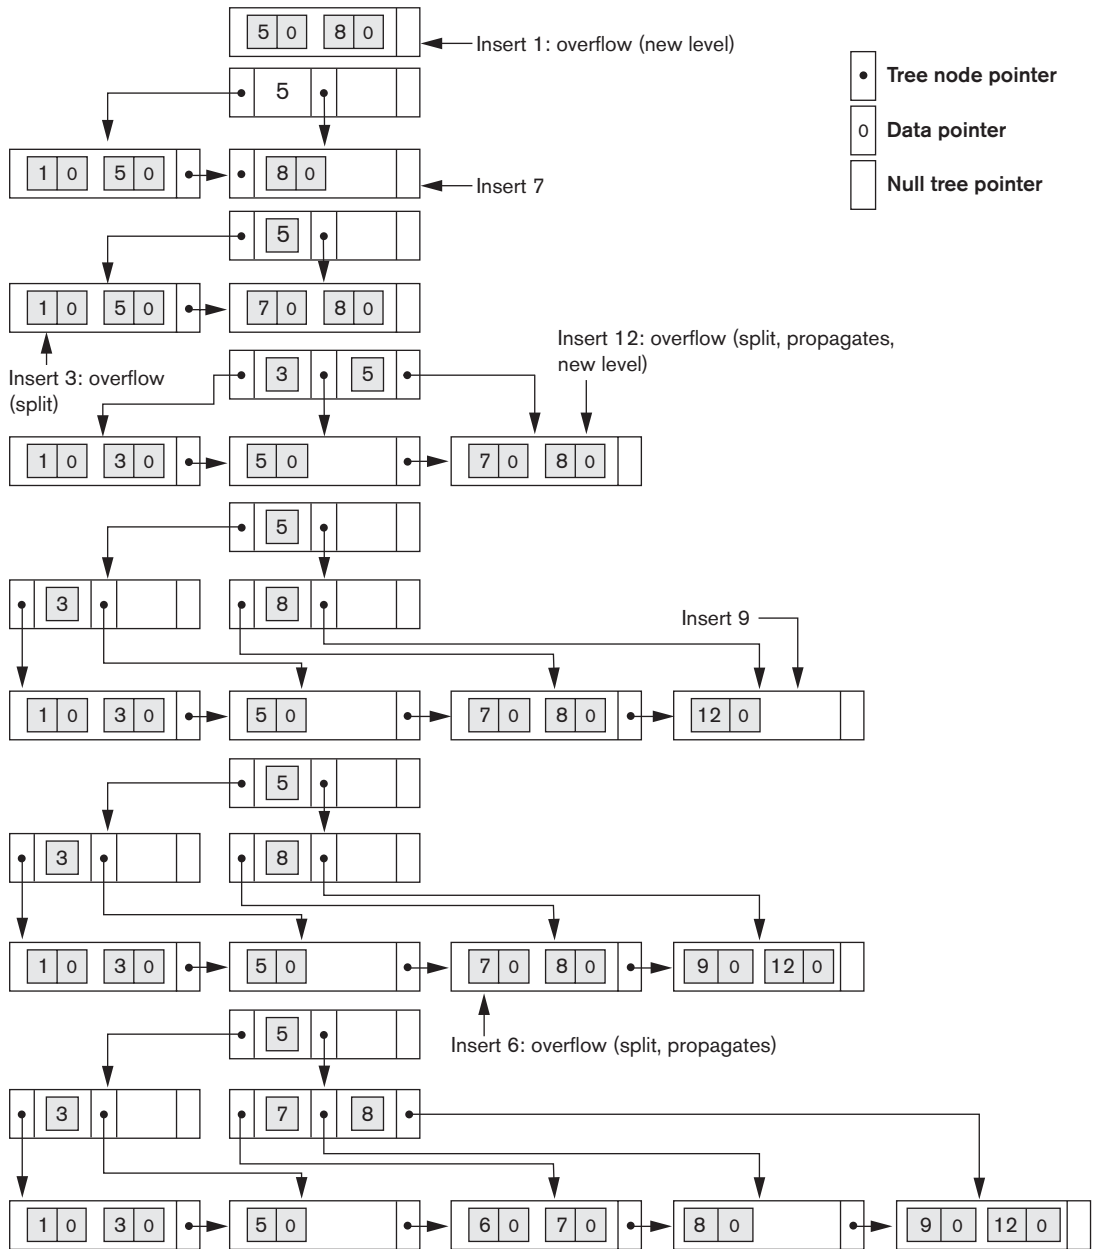 5 0 8 0
Insert 1: overflow (new level)
Tree node pointer
5
0 Data pointer
1 0 5 0 8 0
Insert 7
Null tree pointer
5
1 0 5 0 7 0 8 0
Insert 12: overflow (split, propagates,
new level)
Insert 3: overflow
(split)
3 5
1 0 3 0 5 0 7 0 8 0
5
3 8
Insert 9
1 0 3 0 5 0 7 0 8 0 12 0
5
3 8
1 0 3 0 5 0 7 0 8 0 9 0 12 0
5
Insert 6: overflow (split, propagates)
3 7 8
1 0 3 0 5 0 6 0 7 0 8 0 9 0 12 0